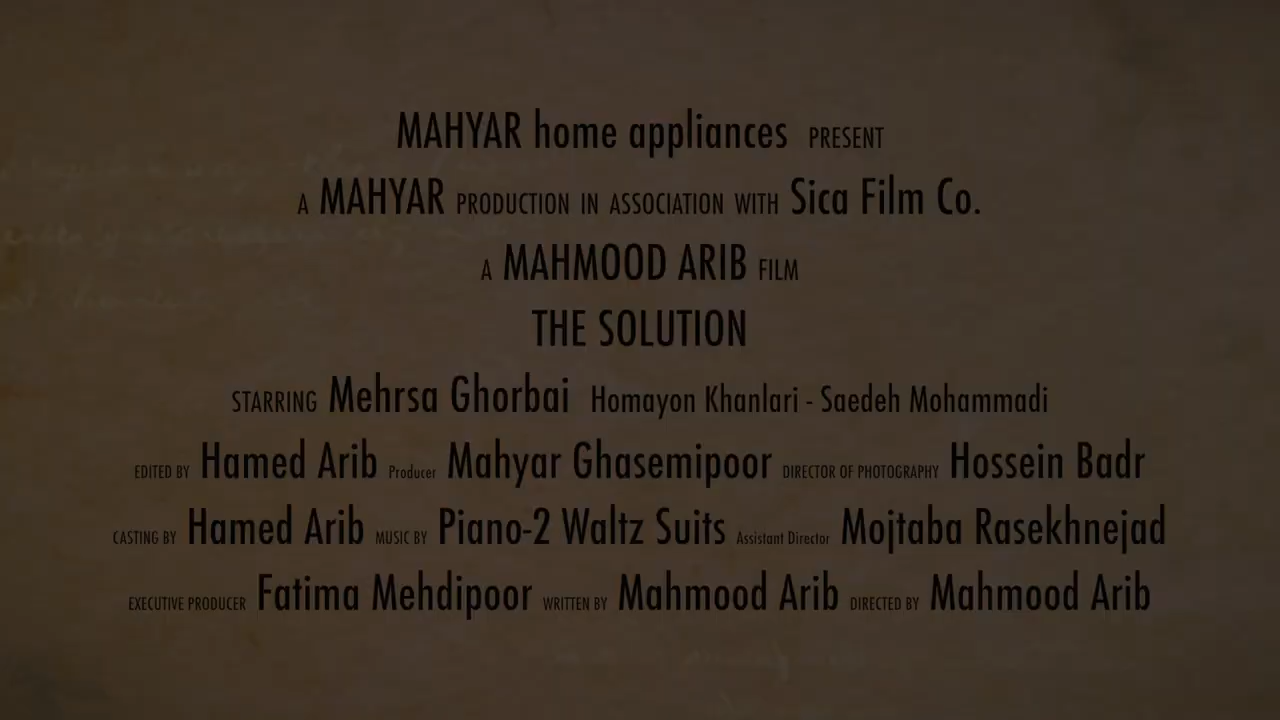 MAHYAR home appliances PRESENT
A MAHYAR PRODUCTION IN ASSOCIATION WITH Sica Film Co.
A MAHMOOD ARIB FILM
THE SOLUTION
STARRING Mehrsa Ghorbai Homayon Khanlari - Saedeh Mohammadi
EDITED BY Hamed Arib Producer Mahyar Ghasemipoor DIRECTOR OF PHOTOGRAPHY Hossein Badr
CASTING BY Hamed Arib MUSIC BY Piano-2 Waltz Suits Assistant Director Mojtaba Rasekhnejad
EXECUTIVE PRODUCER Fatima Mehdipoor WRITTEN BY Mahmood Arib DIRECTED BY Mahmood Arib